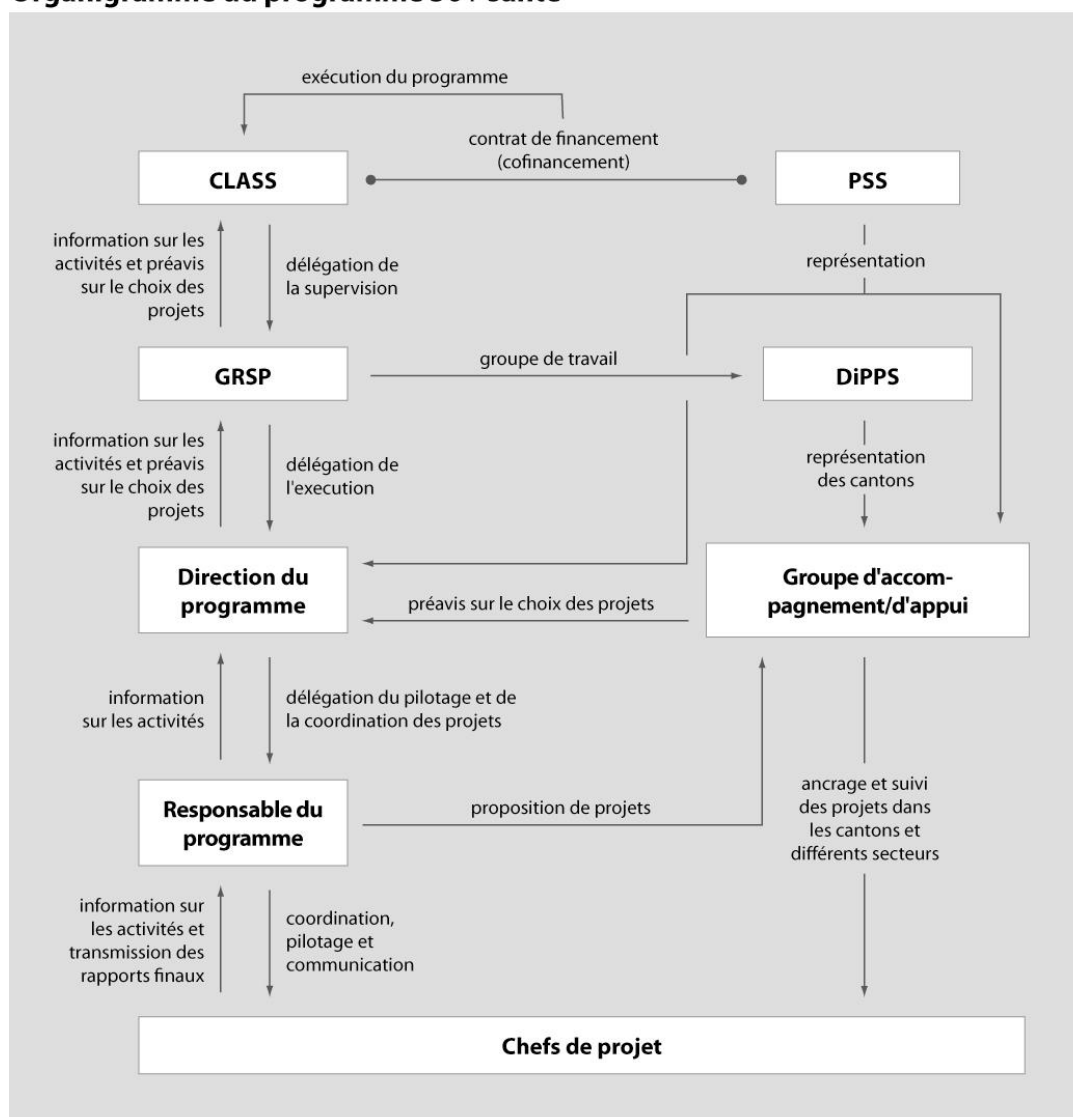 exécution du programme
contrat de financement
(cofinancement)
CLASS
PSS
information sur les
activités et préavis
sur le choix des
projets
délégation de
la supervision
représentation
GRSP
groupe de travail
DiPPS
information sur les
activités et préavis
sur le choix des
projets
délégation de
l'execution
représentation
des cantons
Direction du
programme
Groupe d'accom-
pagnement/d'appui
préavis sur le choix des projets
information
sur les activités
délégation du pilotage et de
la coordination des projets
Responsable du
programme
proposition de projets
ancrage et suivi
des projets dans
les cantons et
différents secteurs
information sur
les activités et
transmission des
rapports finaux
coordination,
pilotage et
communication
Chefs de projet